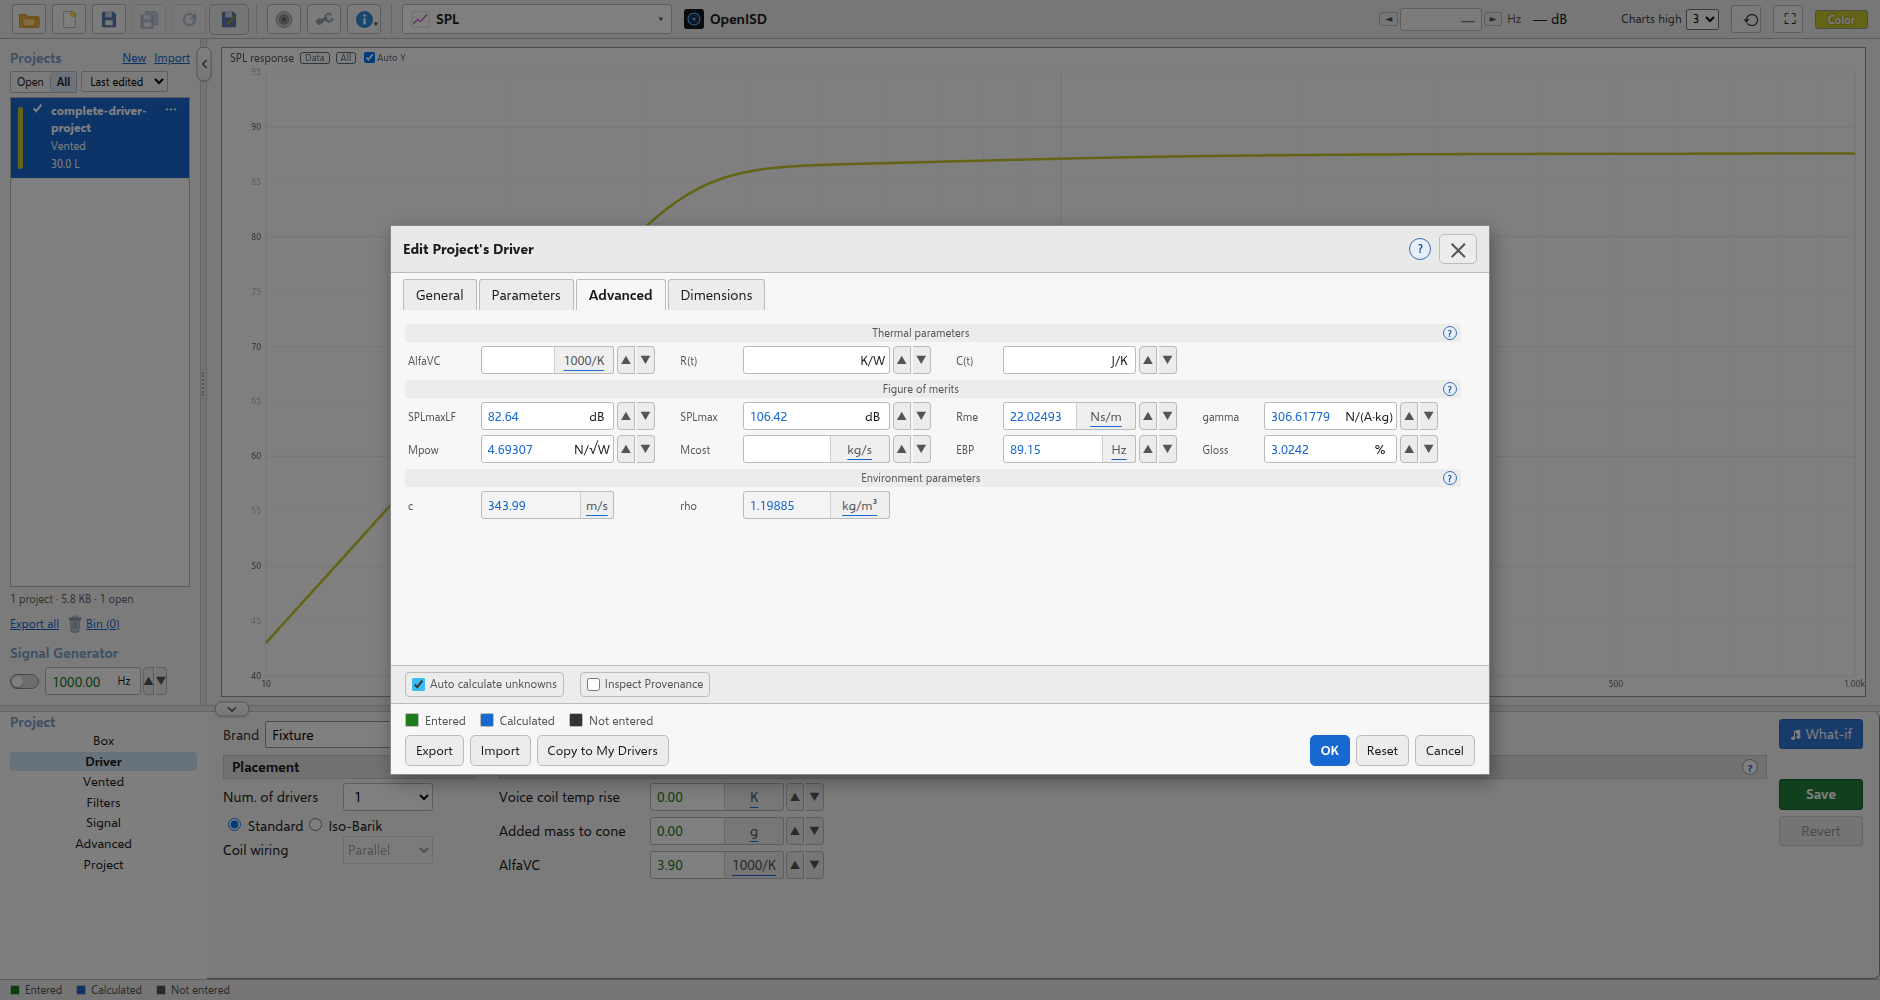 SPL
OpenISD
— Hz — dB
Charts high 3
Color
Projects New Import
Open All Last edited
complete-driver-project ...
Vented
30.0 L
1 project · 5.8 KB · 1 open
Export all Bin (0)
Signal Generator
1000.00 Hz
SPL response Data All Auto Y
95
90
85
80
75
70
65
60
55
50
45
40
10 500 1.00k
Edit Project's Driver ?
General Parameters Advanced Dimensions
Thermal parameters ?
AlfaVC 1000/K R(t) K/W C(t) J/K
Figure of merits ?
SPLmaxLF 82.64 dB SPLmax 106.42 dB Rme 22.02493 Ns/m gamma 306.61779 N/(A·kg)
Mpow 4.69307 N/√W Mcost kg/s EBP 89.15 Hz Gloss 3.0242 %
Environment parameters ?
c 343.99 m/s rho 1.19885 kg/m³
Auto calculate unknowns Inspect Provenance
Entered Calculated Not entered
Export Import Copy to My Drivers OK Reset Cancel
Project
Box
Driver
Vented
Filters
Signal
Advanced
Project
Brand Fixture
Placement
Num. of drivers 1
Standard Iso-Barik
Coil wiring Parallel
?
Voice coil temp rise 0.00 K
Added mass to cone 0.00 g
AlfaVC 3.90 1000/K
What-if
Save
Revert
Entered Calculated Not entered